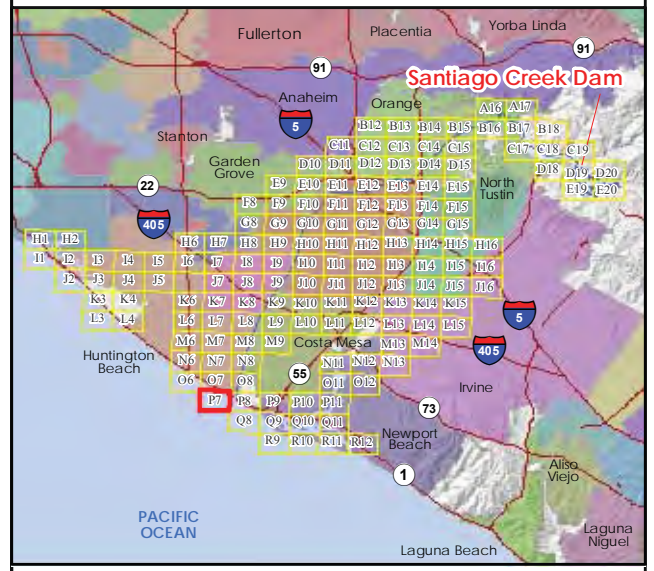 Fullerton
Placentia
Yorba Linda
91
91
Santiago Creek Dam
Anaheim
Orange
A16 A17
5
B12 B13 B14 B15 B16 B17 B18
Stanton
C11 C12 C13 C14 C15 C17 C18 C19
Garden
Grove
D10 D11 D12 D13 D14 D15 D18 D19 D20
22
E9 E10 E11 E12 E13 E14 E15 E19 E20
North
Tustin
F8 F9 F10 F11 F12 F13 F14 F15
405
G8 G9 G10 G11 G12 G13 G14 G15
H1 H2 H6 H7 H8 H9 H10 H11 H12 H13 H14 H15 H16
I1 I2 I3 I4 I5 I6 I7 I8 I9 I10 I11 I12 I13 I14 I15 I16
J2 J3 J4 J5 J7 J8 J9 J10 J11 J12 J13 J14 J15 J16
K3 K4 K6 K7 K8 K9 K10 K11 K12 K13 K14 K15
5
L3 L4 L6 L7 L8 L9 L10 L11 L12 L13 L14 L15
M6 M7 M8 M9 Costa Mesa M13 M14
405
Huntington
Beach
N6 N7 N8 N11 N12 N13
55
O6 O7 O8 O11 O12
Irvine
P7 P8 P9 P10 P11
73
Q8 Q9 Q10 Q11
Newport
Beach
R9 R10 R11 R12
1
Aliso
Viejo
PACIFIC
OCEAN
Laguna
Niguel
Laguna Beach